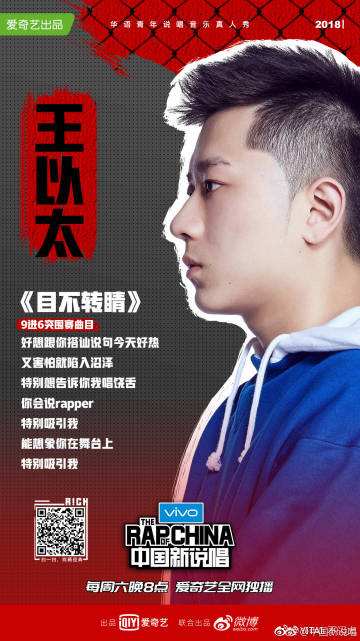 爱奇艺出品
华语青年说唱音乐真人秀
2018
王以太
《目不转睛》
9进6突围赛曲目
好想跟你搭讪说句今天好热
又害怕就陷入沼泽
特别想告诉你我唱饶舌
你会说rapper
特别吸引我
能想象你在舞台上
特别吸引我
R!CH
vivo
THE
RAP OF CHINA
中国新说唱
每周六晚8点 爱奇艺全网独播
出品 iQIYI 爱奇艺 联合出品 微博
weibo.com